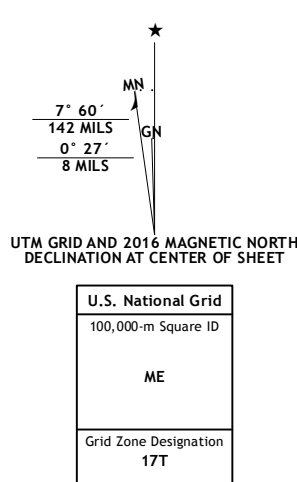 MN
7° 60´
142 MILS
GN
0° 27´
8 MILS
UTM GRID AND 2016 MAGNETIC NORTH
DECLINATION AT CENTER OF SHEET
U.S. National Grid
100,000-m Square ID
ME
Grid Zone Designation
17T